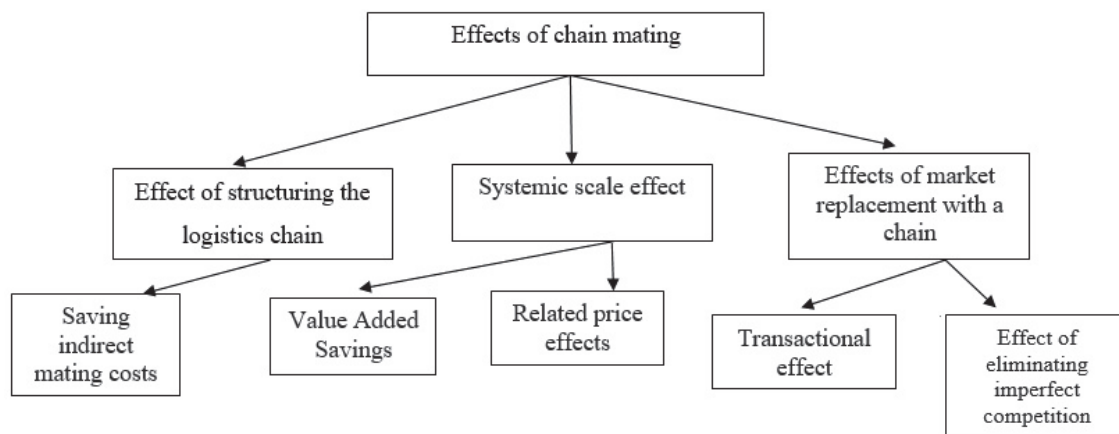 Effects of chain mating
Effect of structuring the
logistics chain
Systemic scale effect
Effects of market
replacement with a
chain
Saving
indirect
mating costs
Value Added
Savings
Related price
effects
Transactional
effect
Effect of
eliminating
imperfect
competition